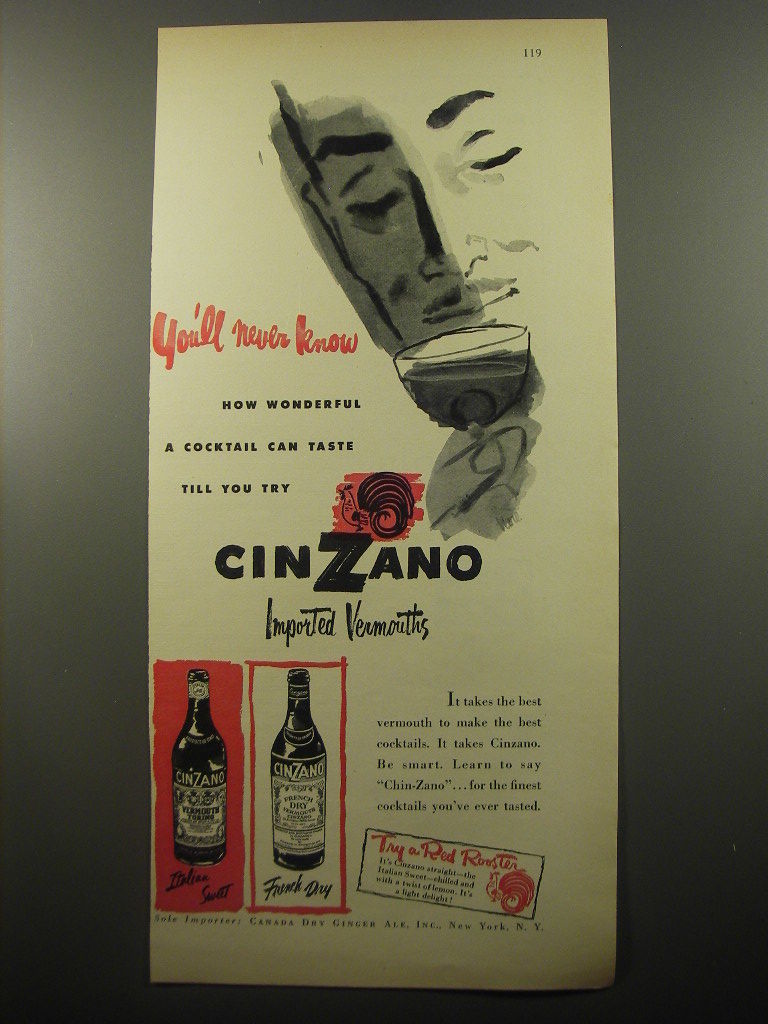 119
You'll never know
HOW WONDERFUL
A COCKTAIL CAN TASTE
TILL YOU TRY
CINZANO
Imported Vermouths
It takes the best
vermouth to make the best
cocktails. It takes Cinzano.
Be smart. Learn to say
“Chin-Zano”... for the finest
cocktails you've ever tasted.
CINZANO
VERMOUTH
TORINO
Italian
Sweet
CINZANO
FRENCH
DRY
VERMOUTH
CINZANO
French Dry
Try a Red Rooster
It's Cinzano straight—the
Italian Sweet—chilled and
with a twist of lemon. It's
a light delight!
Sole Importer: CANADA DRY GINGER ALE, INC., NEW YORK, N. Y.